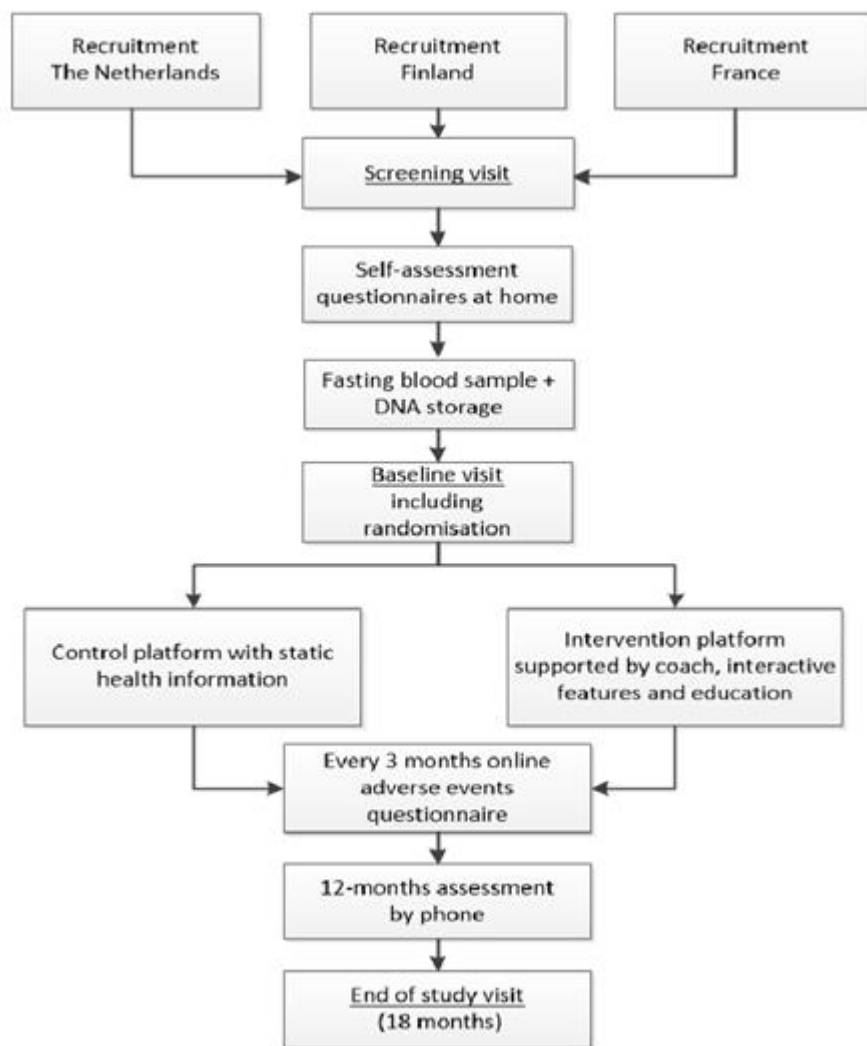 Recruitment
The Netherlands
Recruitment
Finland
Recruitment
France
Screening visit
Self-assessment
questionnaires at home
Fasting blood sample +
DNA storage
Baseline visit
including
randomisation
Control platform with static
health information
Intervention platform
supported by coach, interactive
features and education
Every 3 months online
adverse events
questionnaire
12-months assessment
by phone
End of study visit
(18 months)